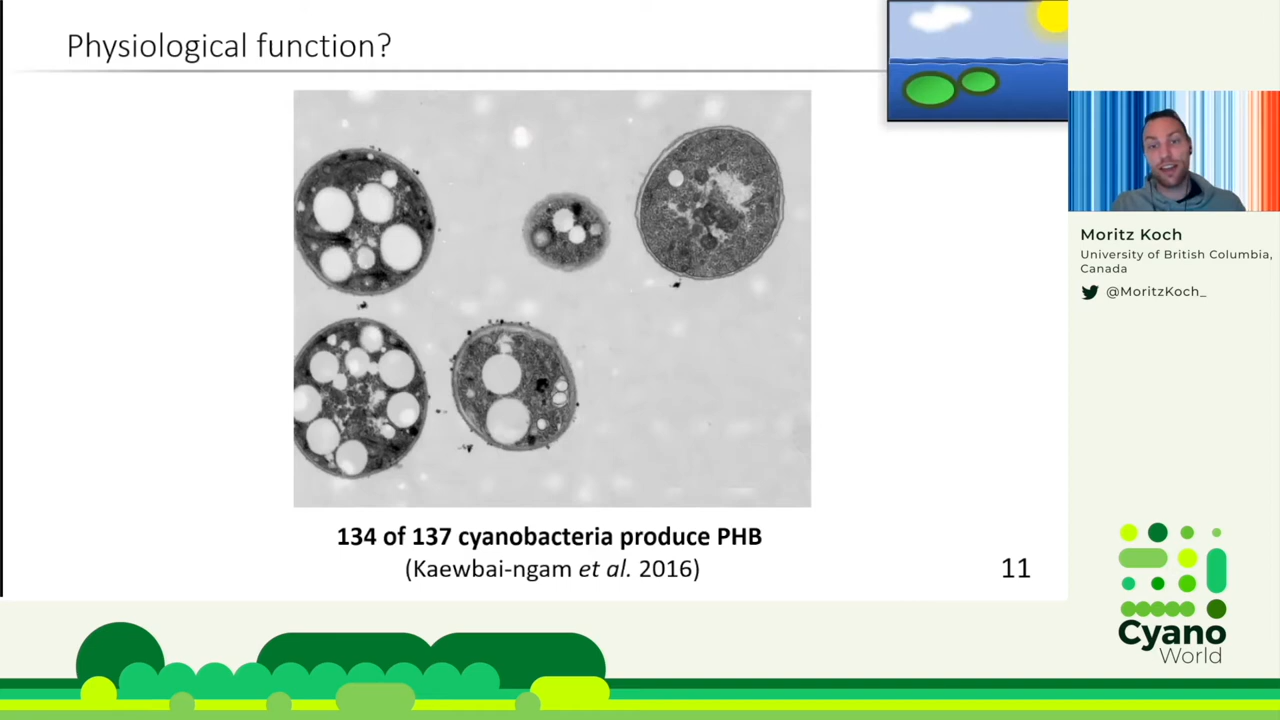 Physiological function?
134 of 137 cyanobacteria produce PHB
(Kaewbai-ngam et al. 2016)
11
Moritz Koch
University of British Columbia,
Canada
@MoritzKoch_
Cyano
World